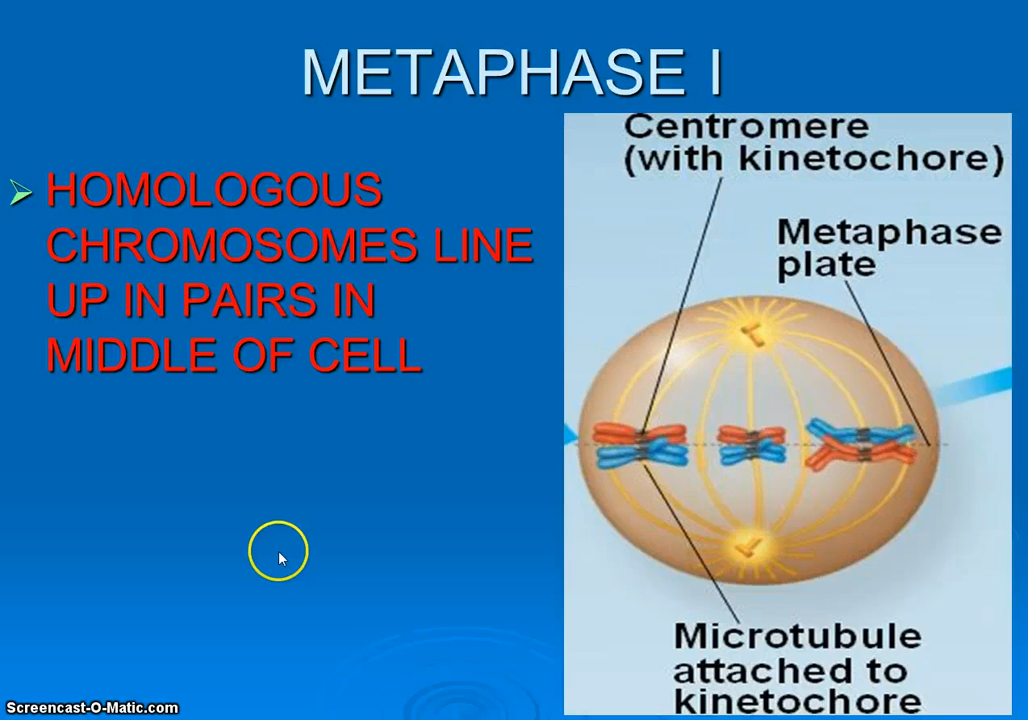 METAPHASE I
HOMOLOGOUS
CHROMOSOMES LINE
UP IN PAIRS IN
MIDDLE OF CELL
Centromere
(with kinetochore)
Metaphase
plate
Microtubule
attached to
kinetochore
Screencast-O-Matic.com